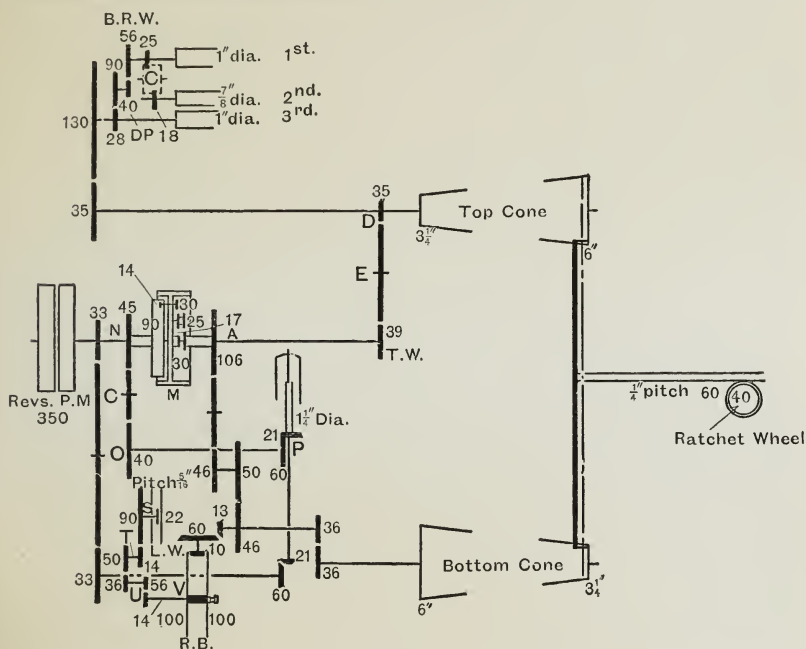 B.R.W.
56 25
1″ dia. 1st.
90 C
7/8″ dia. 2nd.
40
130 1″ dia. 3rd.
28 DP 18
35 35
D Top Cone
3 1/4″
6″
E
14
33 45 30
N 90 25 17 A 39
30
106 T.W.
M
Revs. P.M
350
C
1/4″ pitch 60 40
1 1/4″ Dia.
Ratchet Wheel
21
O P
40 46 50 60
Pitch 5/16″
S
90 22 13
60 36
T L.W.
50 14 10 46 21
36
33 36 56 V 60 Bottom Cone
U
14 100 100 6″ 3 1/4″
R.B.